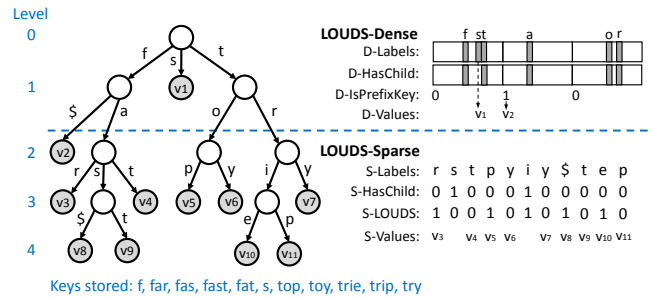 Level
0
1
2
3
4
f
s
t
v1
$
a
o
r
v2
r
s
t
p
y
i
y
v3
v4
v5
v6
v7
$
t
e
p
v8
v9
v10
v11
LOUDS-Dense
f st a o r
D-Labels:
D-HasChild:
D-IsPrefixKey: 0 1 0
D-Values: v1 v2
LOUDS-Sparse
S-Labels: r s t p y i y $ t e p
S-HasChild: 0 1 0 0 0 1 0 0 0 0 0
S-LOUDS: 1 0 0 1 0 1 0 1 0 1 0
S-Values: v3 v4 v5 v6 v7 v8 v9 v10 v11
Keys stored: f, far, fas, fast, fat, s, top, toy, trie, trip, try